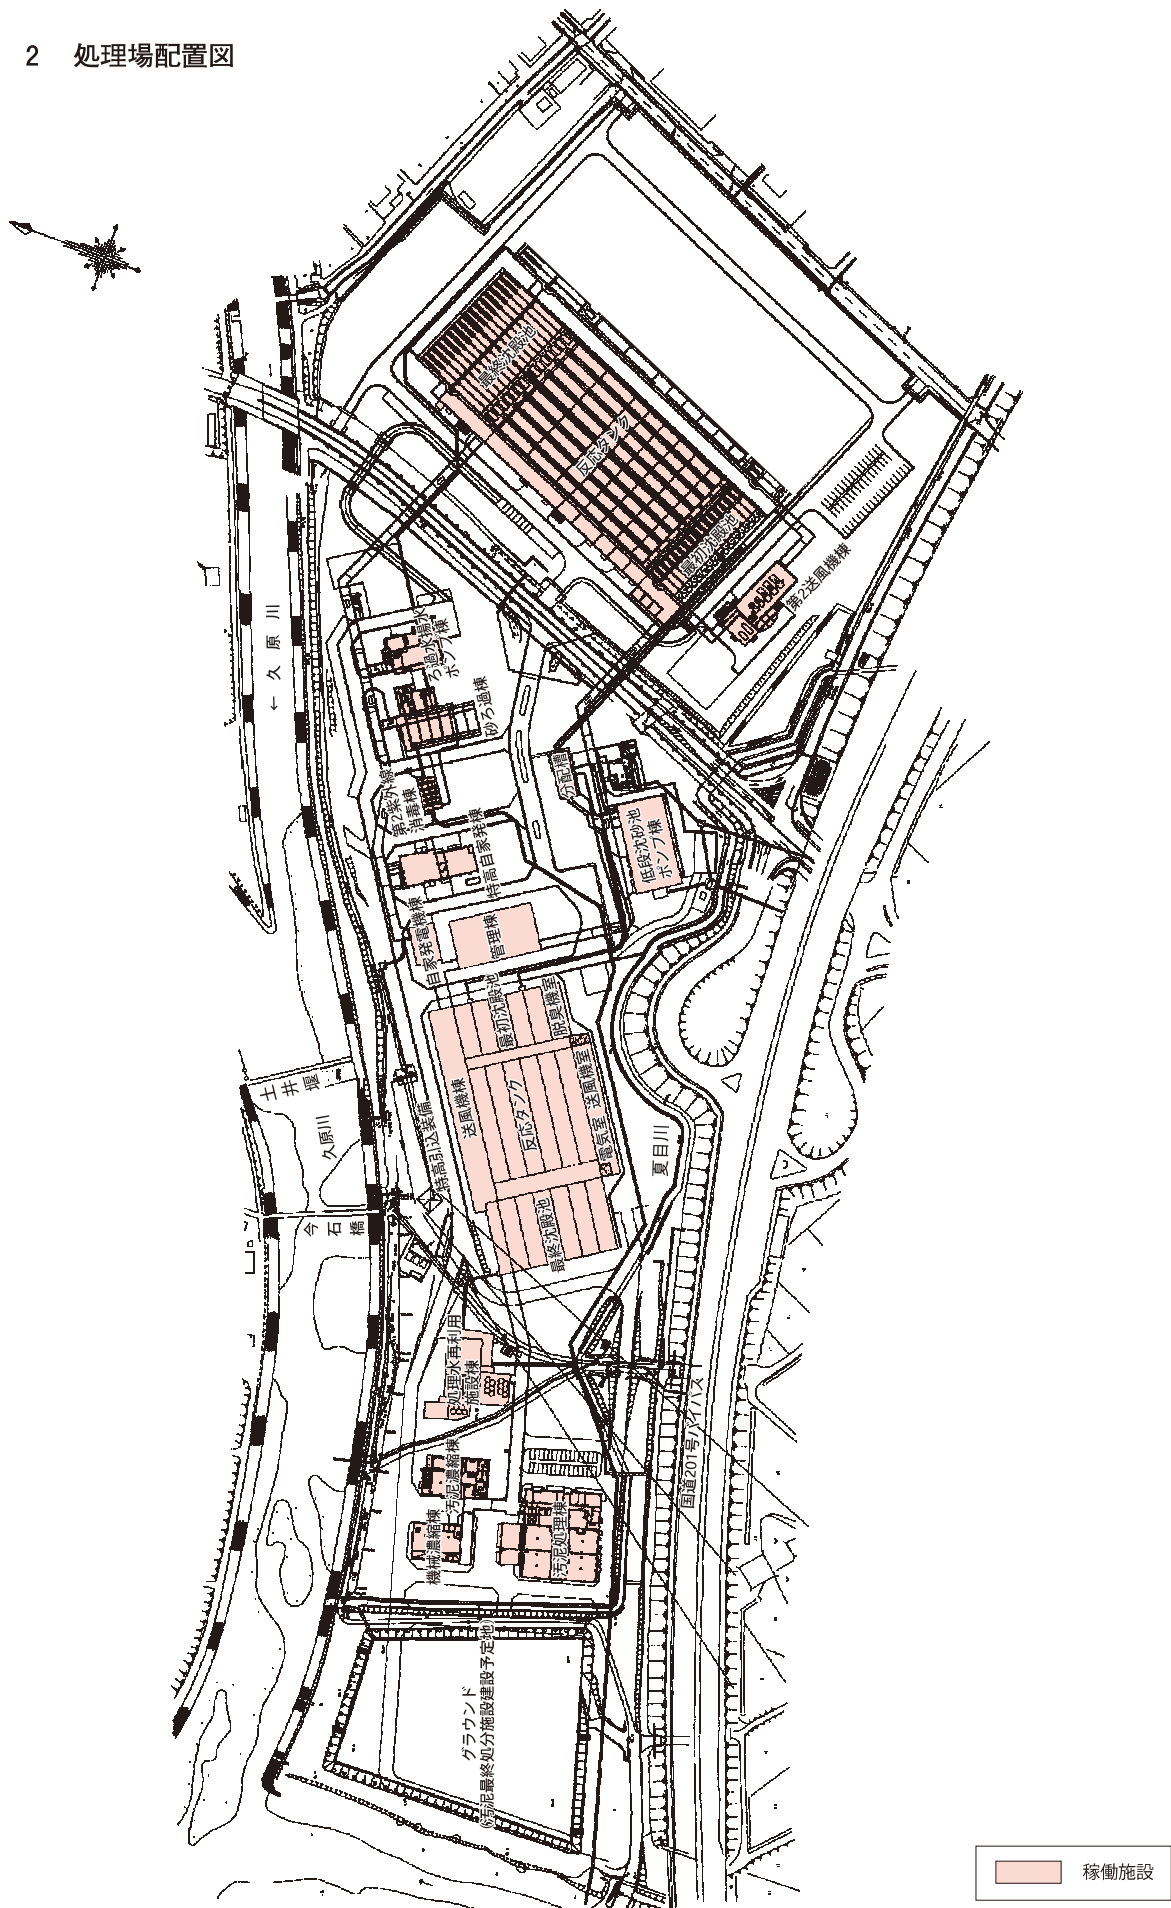 2 処理場配置図
最終沈殿池
反応タンク
最初沈殿池
第2送風機棟
← 久原川
ろ過水揚水
ポンプ棟
砂ろ過棟
第2紫外線
消毒棟
分配槽
低段沈砂池
ポンプ棟
特高自家発棟
自家発電機棟
管理棟
最初沈殿池
脱臭機室
送風機棟
反応タンク
送風機室
電気室
特高引込装備
最終沈殿池
土井堰
久原川
今石橋
夏目川
処理水再利用
施設棟
国道201号バイパス
汚泥濃縮棟
機械濃縮棟
汚泥処理棟
グラウンド
(汚泥最終処分施設建設予定地)
稼働施設